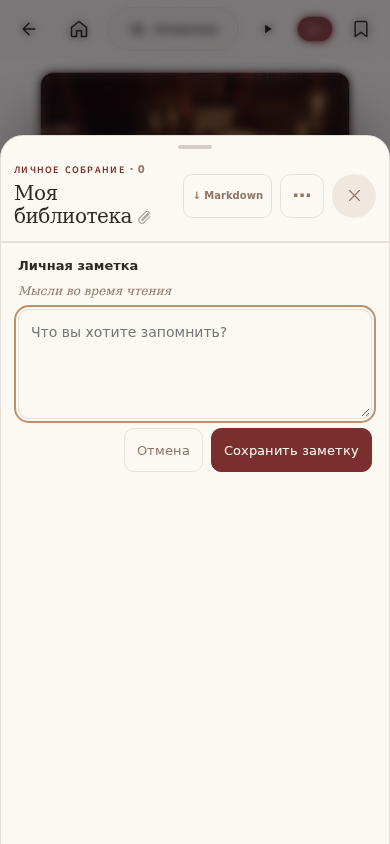 ЛИЧНОЕ СОБРАНИЕ · 0
Моя
библиотека
↓ Markdown
···
Личная заметка
Мысли во время чтения
Что вы хотите запомнить?
Отмена
Сохранить заметку